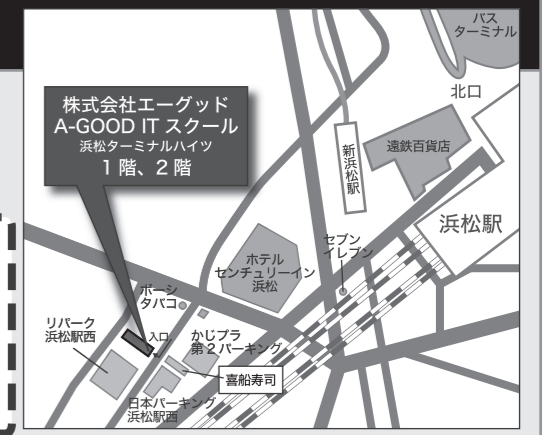 バス
ターミナル
北口
株式会社エーグッド
A-GOOD IT スクール
浜松ターミナルハイツ
1 階、2 階
遠鉄百貨店
新浜松駅
浜松駅
セブン
イレブン
ホテル
センチュリーイン
浜松
ポーシ
タバコ
リパーク
浜松駅西
入口
かじプラ
第2パーキング
喜船寿司
日本パーキング
浜松駅西